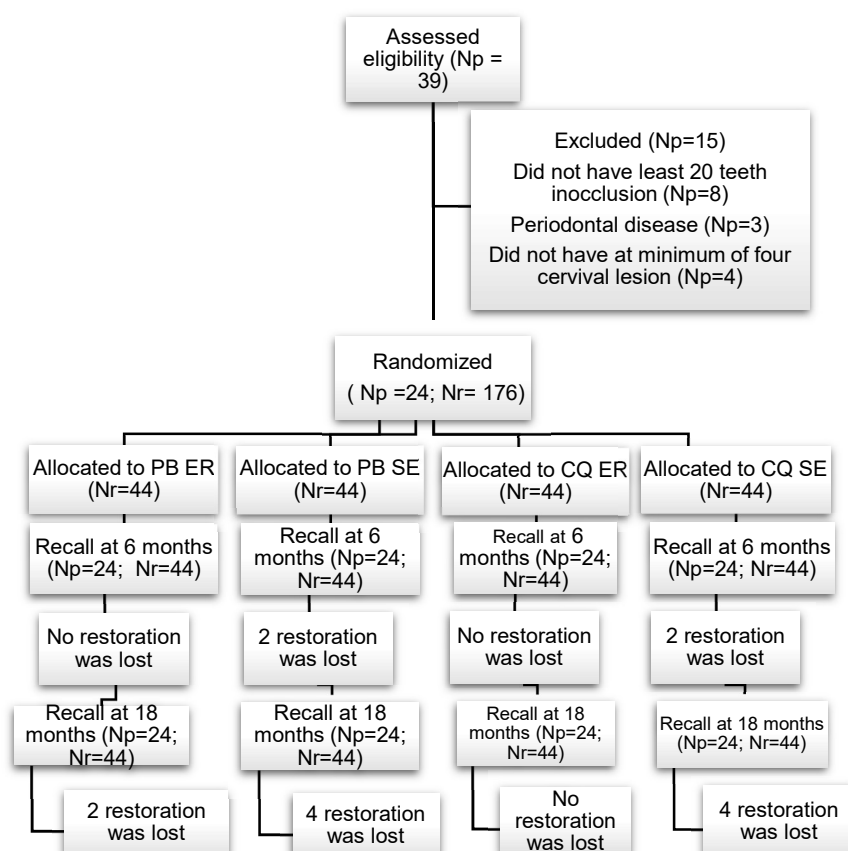 Assessed
eligibility (Np =
39)
Excluded (Np=15)
Did not have least 20 teeth
inocclusion (Np=8)
Periodontal disease (Np=3)
Did not have at minimum of four
cervival lesion (Np=4)
Randomized
( Np =24; Nr= 176)
Allocated to PB ER
(Nr=44)
Allocated to PB SE
(Nr=44)
Allocated to CQ ER
(Nr=44)
Allocated to CQ SE
(Nr=44)
Recall at 6 months
(Np=24; Nr=44)
Recall at 6
months (Np=24;
Nr=44)
Recall at 6
months (Np=24;
Nr=44)
Recall at 6 months
(Np=24; Nr=44)
No restoration
was lost
2 restoration
was lost
No restoration
was lost
2 restoration
was lost
Recall at 18
months (Np=24;
Nr=44)
Recall at 18
months (Np=24;
Nr=44)
Recall at 18
months (Np=24;
Nr=44)
Recall at 18 months
(Np=24; Nr=44)
2 restoration
was lost
4 restoration
was lost
No
restoration
was lost
4 restoration
was lost